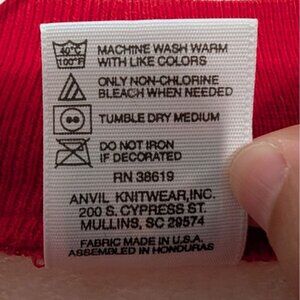 40°C
100°F
MACHINE WASH WARM
WITH LIKE COLORS
ONLY NON-CHLORINE
BLEACH WHEN NEEDED
TUMBLE DRY MEDIUM
DO NOT IRON
IF DECORATED
RN 38619
ANVIL KNITWEAR, INC.
200 S. CYPRESS ST.
MULLINS, SC 29574
FABRIC MADE IN U.S.A.
ASSEMBLED IN HONDURAS